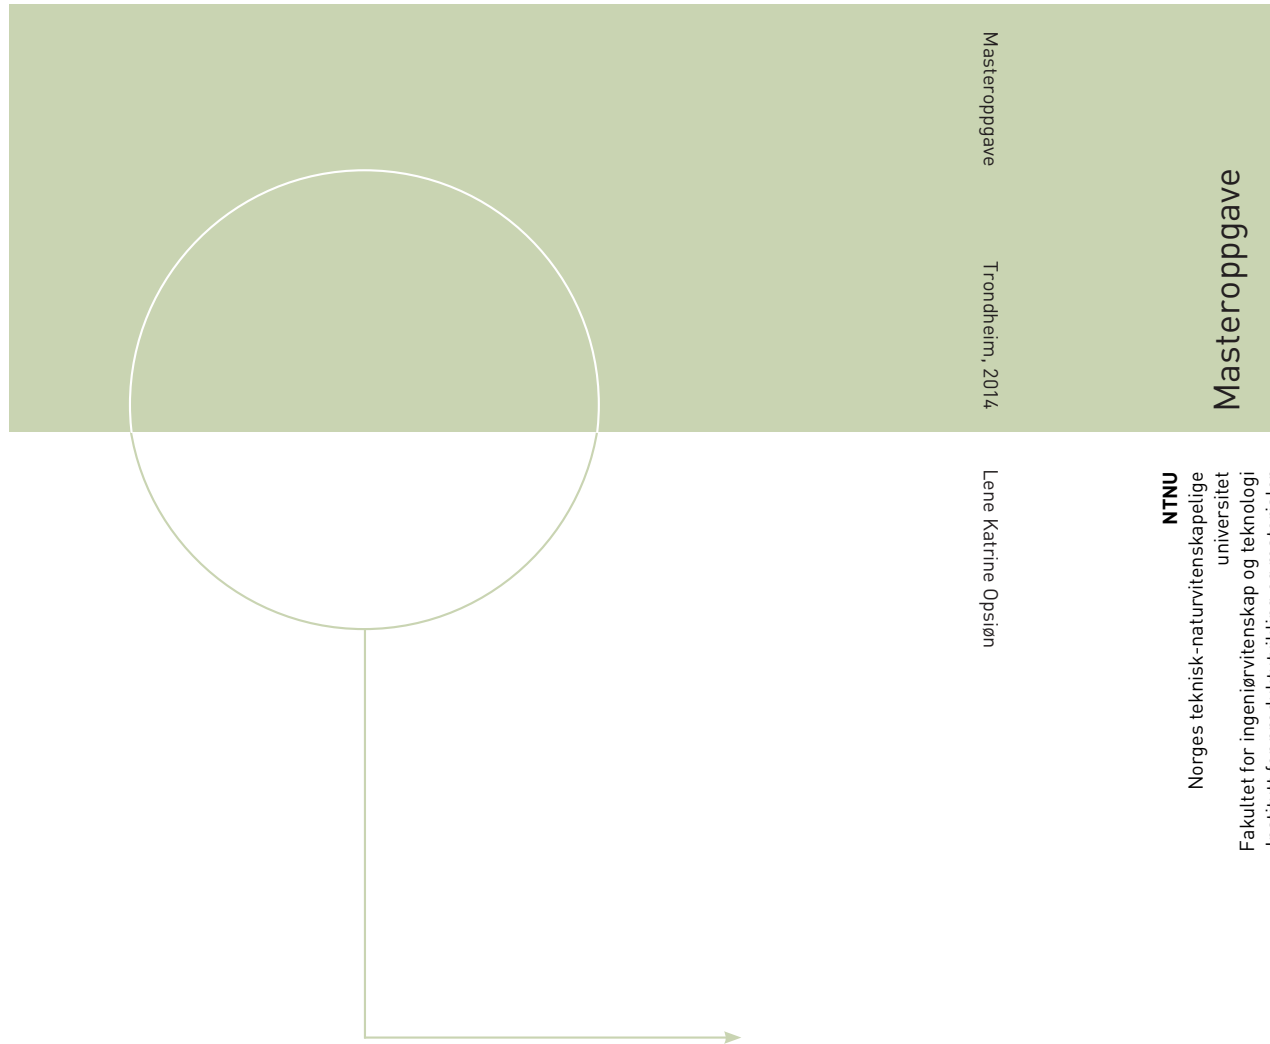 Masteroppgave
Trondheim, 2014
Lene Katrine Opsiøn
Masteroppgave
NTNU
Norges teknisk-naturvitenskapelige
universitet
Fakultet for ingeniørvitenskap og teknologi